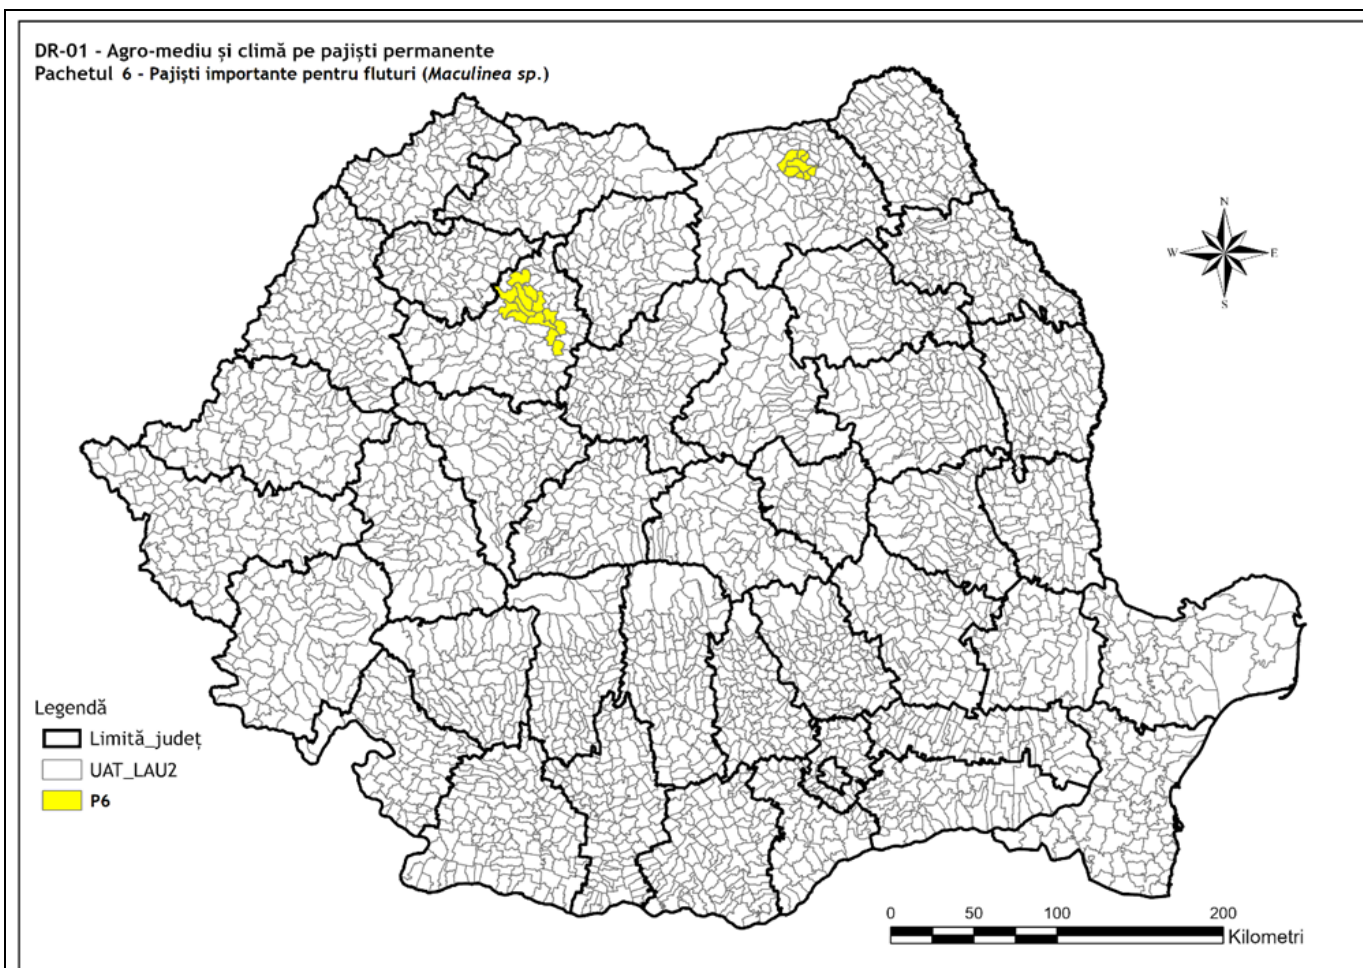 DR-01 - Agro-mediu și climă pe pajiști permanente
Pachetul 6 - Pajiști importante pentru fluturi (Maculinea sp.)
N
W E
S
Legendă
Limită_județ
UAT_LAU2
P6
0 50 100 200
Kilometri